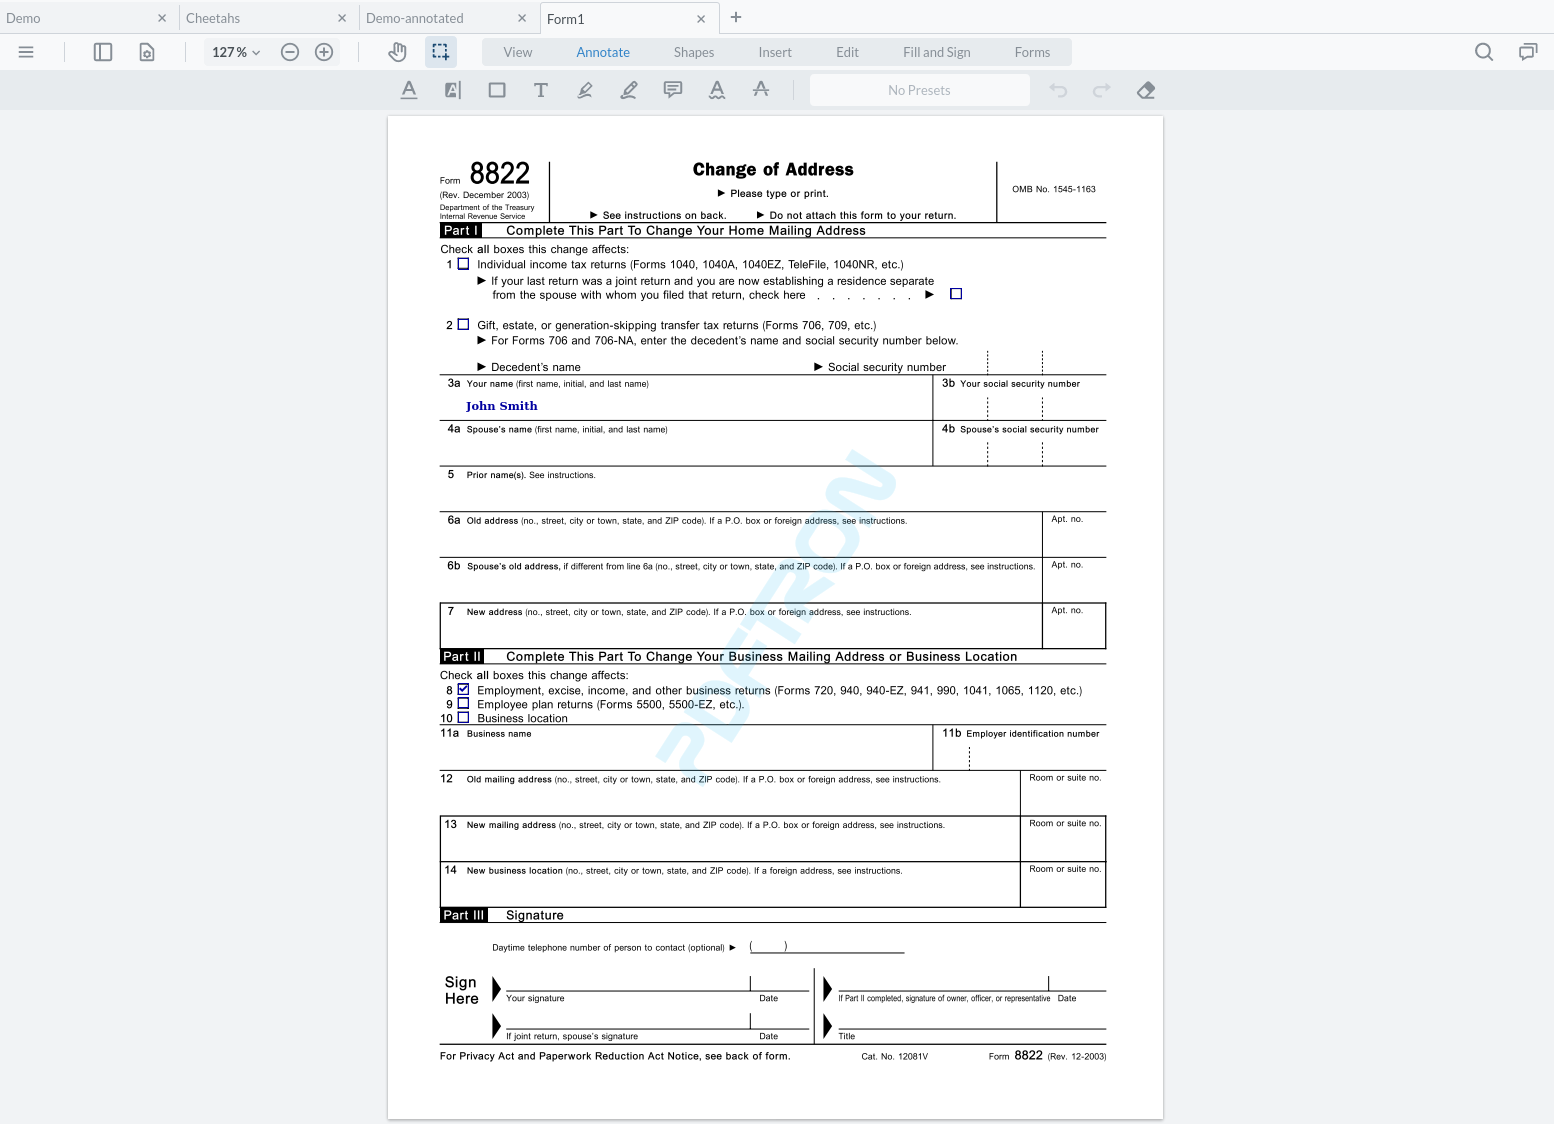 Demo
Cheetahs
Demo-annotated
Form1
127 %
View
Annotate
Shapes
Insert
Edit
Fill and Sign
Forms
No Presets
Form 8822
(Rev. December 2003)
Department of the Treasury
Internal Revenue Service
Change of Address
► Please type or print.
► See instructions on back. ► Do not attach this form to your return.
OMB No. 1545-1163
Part I Complete This Part To Change Your Home Mailing Address
Check all boxes this change affects:
1 Individual income tax returns (Forms 1040, 1040A, 1040EZ, TeleFile, 1040NR, etc.)
► If your last return was a joint return and you are now establishing a residence separate
from the spouse with whom you filed that return, check here . . . . . . . ►
2 Gift, estate, or generation-skipping transfer tax returns (Forms 706, 709, etc.)
► For Forms 706 and 706-NA, enter the decedent's name and social security number below.
► Decedent's name ► Social security number
3a Your name (first name, initial, and last name)
3b Your social security number
John Smith
4a Spouse's name (first name, initial, and last name)
4b Spouse's social security number
5 Prior name(s). See instructions.
6a Old address (no., street, city or town, state, and ZIP code). If a P.O. box or foreign address, see instructions.
Apt. no.
6b Spouse's old address, if different from line 6a (no., street, city or town, state, and ZIP code). If a P.O. box or foreign address, see instructions.
Apt. no.
7 New address (no., street, city or town, state, and ZIP code). If a P.O. box or foreign address, see instructions.
Apt. no.
PDFTRON
Part II Complete This Part To Change Your Business Mailing Address or Business Location
Check all boxes this change affects:
8 Employment, excise, income, and other business returns (Forms 720, 940, 940-EZ, 941, 990, 1041, 1065, 1120, etc.)
9 Employee plan returns (Forms 5500, 5500-EZ, etc.).
10 Business location
11a Business name
11b Employer identification number
12 Old mailing address (no., street, city or town, state, and ZIP code). If a P.O. box or foreign address, see instructions.
Room or suite no.
13 New mailing address (no., street, city or town, state, and ZIP code). If a P.O. box or foreign address, see instructions.
Room or suite no.
14 New business location (no., street, city or town, state, and ZIP code). If a foreign address, see instructions.
Room or suite no.
Part III Signature
Daytime telephone number of person to contact (optional) ► ( )
Sign
Here
Your signature
Date
If Part II completed, signature of owner, officer, or representative
Date
If joint return, spouse's signature
Date
Title
For Privacy Act and Paperwork Reduction Act Notice, see back of form.
Cat. No. 12081V
Form 8822 (Rev. 12-2003)